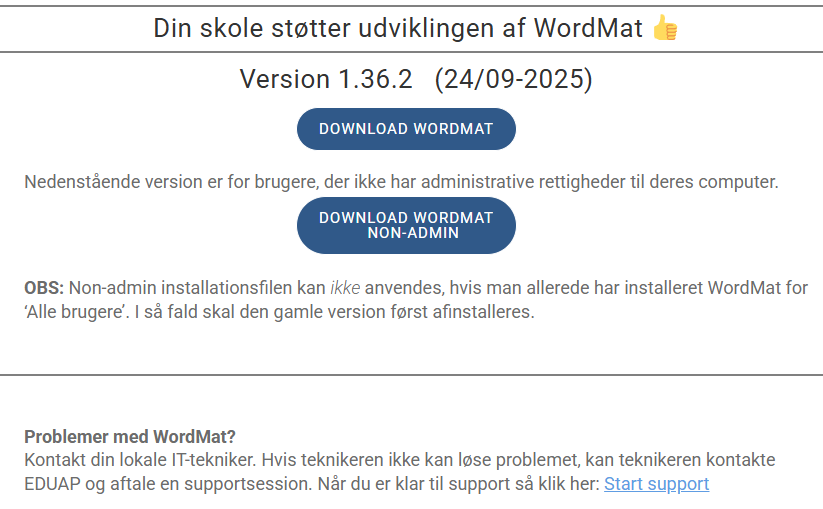 Din skole støtter udviklingen af WordMat 👍
Version 1.36.2 (24/09-2025)
DOWNLOAD WORDMAT
Nedenstående version er for brugere, der ikke har administrative rettigheder til deres computer.
DOWNLOAD WORDMAT
NON-ADMIN
OBS: Non-admin installationsfilen kan ikke anvendes, hvis man allerede har installeret WordMat for
‘Alle brugere’. I så fald skal den gamle version først afinstalleres.
Problemer med WordMat?
Kontakt din lokale IT-tekniker. Hvis teknikeren ikke kan løse problemet, kan teknikeren kontakte
EDUAP og aftale en supportsession. Når du er klar til support så klik her: Start support